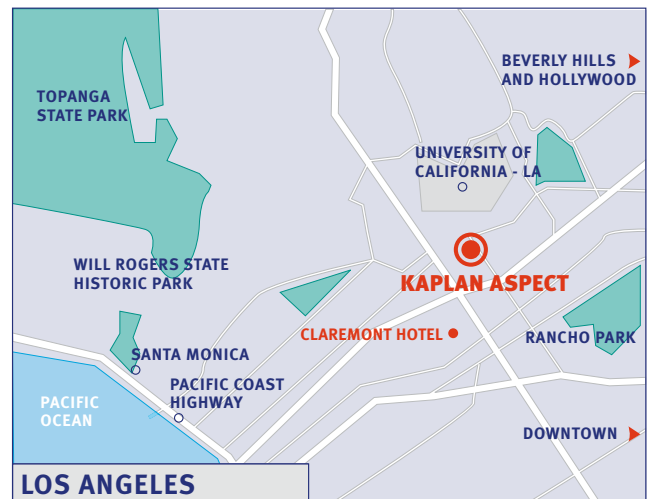 BEVERLY HILLS
AND HOLLYWOOD
TOPANGA
STATE PARK
UNIVERSITY OF
CALIFORNIA - LA
WILL ROGERS STATE
HISTORIC PARK
KAPLAN ASPECT
CLAREMONT HOTEL
RANCHO PARK
SANTA MONICA
PACIFIC COAST
HIGHWAY
PACIFIC
OCEAN
DOWNTOWN
LOS ANGELES